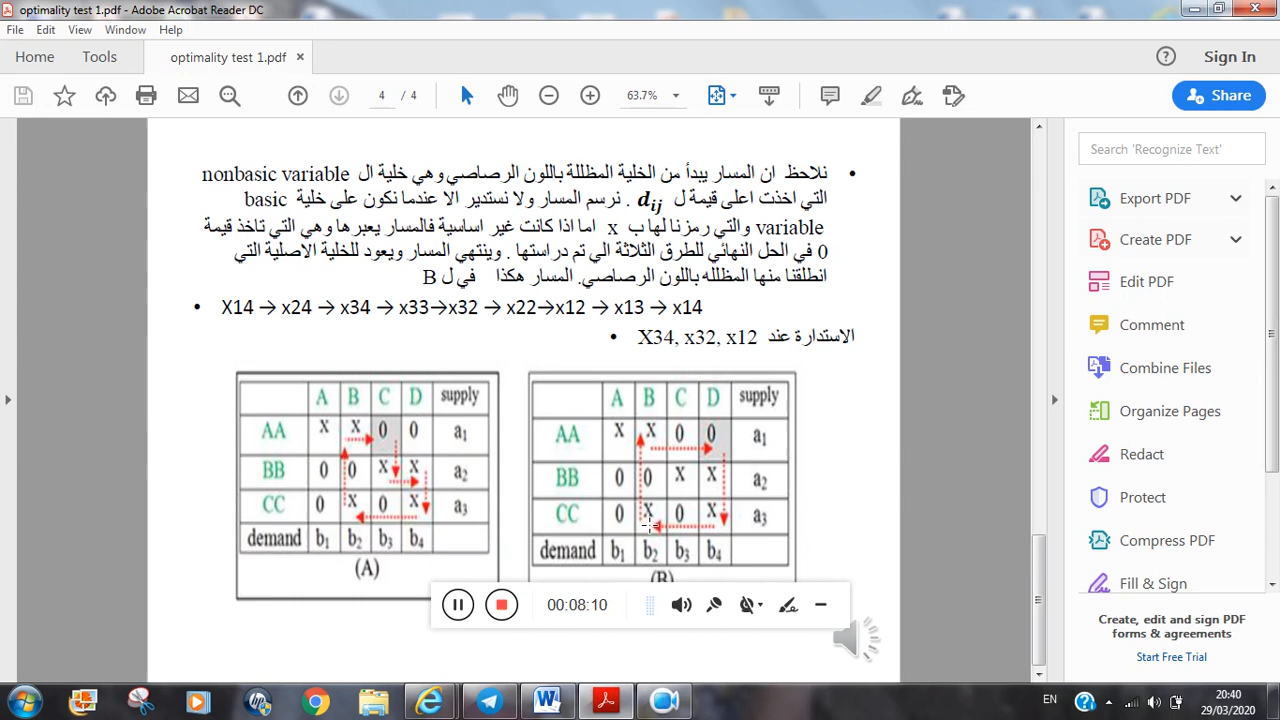 optimality test 1.pdf - Adobe Acrobat Reader DC
File Edit View Window Help
Home Tools optimality test 1.pdf × Sign In
4 / 4 63.7% Share
نلاحظ ان المسار يبدأ من الخلية المظللة باللون الرصاصي وهي خلية ال nonbasic variable
التي اخذت اعلى قيمة ل dij . نرسم المسار ولا نستدير الا عندما نكون على خلية basic
variable والتي رمزنا لها ب x اما اذا كانت غير اساسية فالمسار يعبرها وهي التي تاخذ قيمة
0 في الحل النهائي للطرق الثلاثة الي تم دراستها . وينتهي المسار ويعود للخلية الاصلية التي
انطلقنا منها المظلله باللون الرصاصي. المسار هكذا في ل B
• X14 → x24 → x34 → x33→x32 → x22→x12 → x13 → x14
• الاستدارة عند X34, x32, x12
A B C D supply
AA x x 0 0 a1
BB 0 0 x x a2
CC 0 x 0 x a3
demand b1 b2 b3 b4
(A)
A B C D supply
AA x x 0 0 a1
BB 0 0 x x a2
CC 0 x 0 x a3
demand b1 b2 b3 b4
(B)
00:08:10
Search 'Recognize Text'
Export PDF
Create PDF
Edit PDF
Comment
Combine Files
Organize Pages
Redact
Protect
Compress PDF
Fill & Sign
Create, edit and sign PDF
forms & agreements
Start Free Trial
EN
20:40
29/03/2020